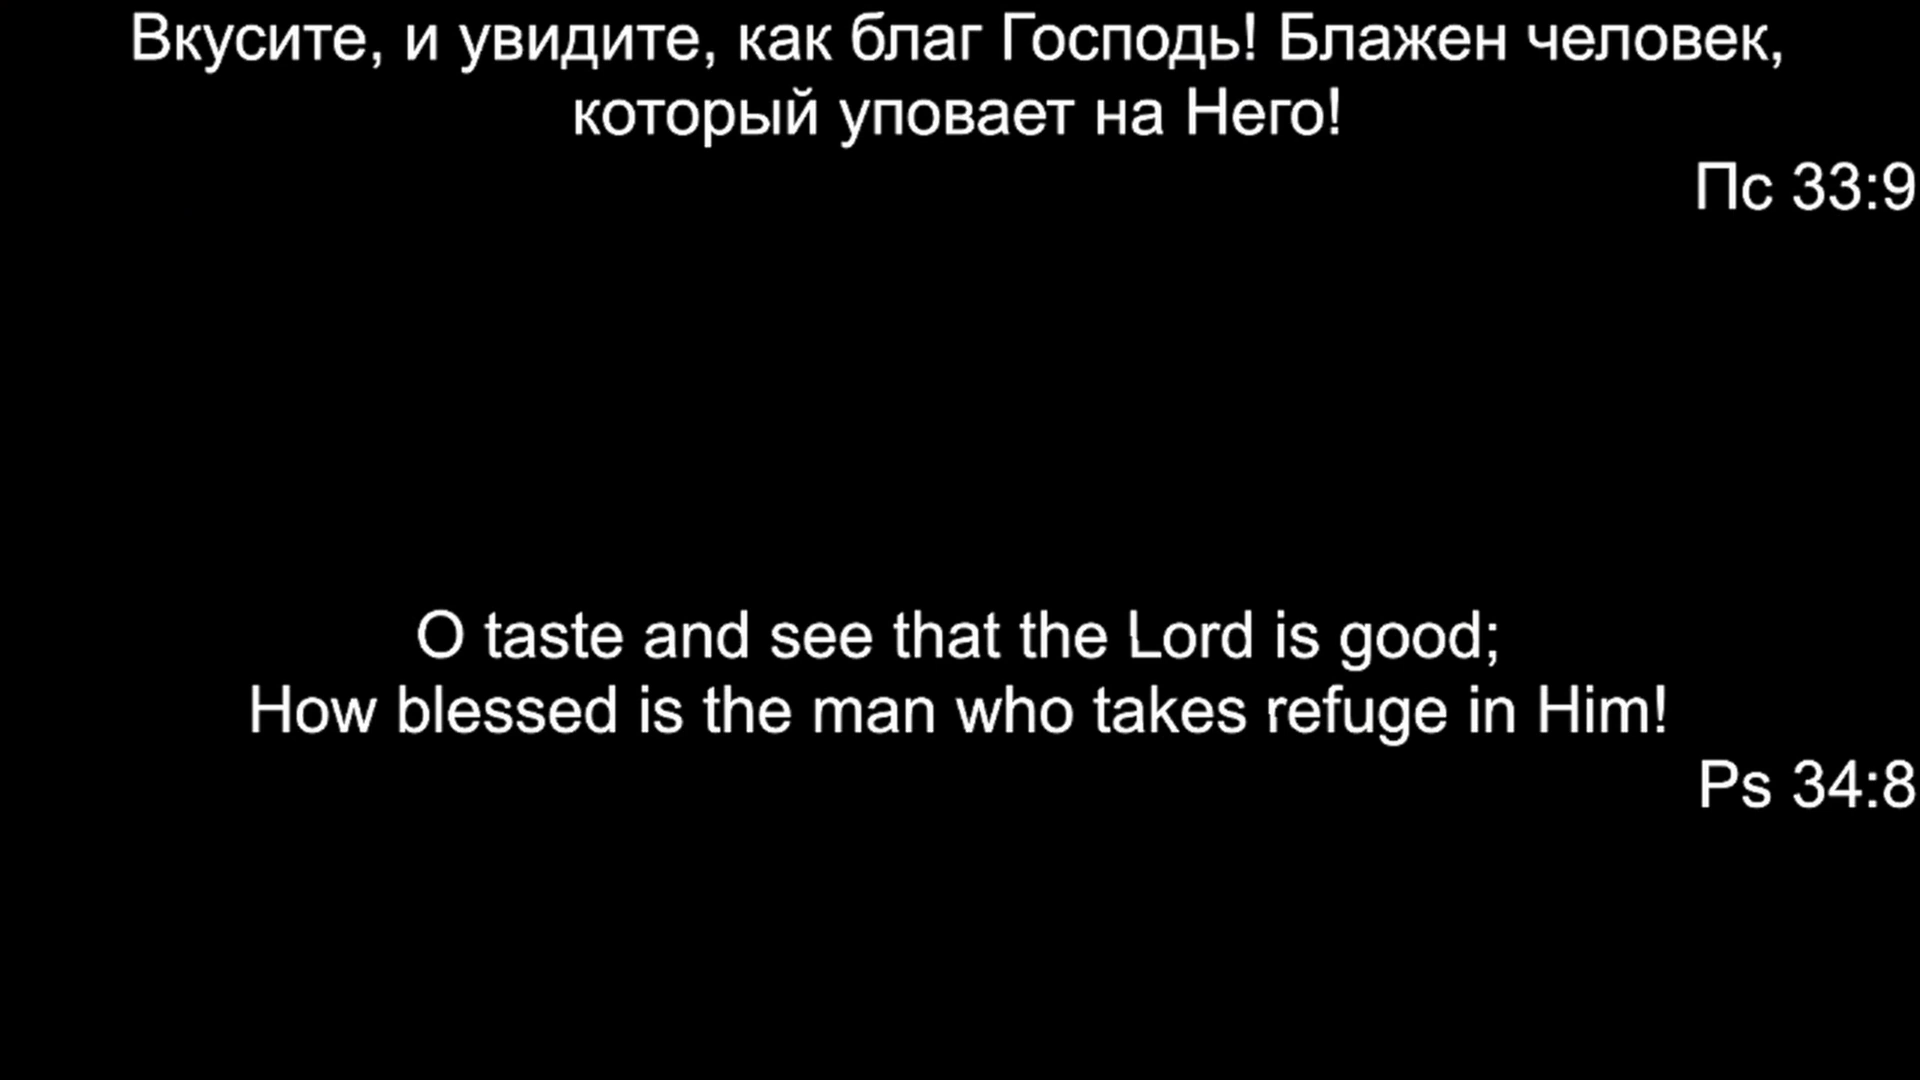 Вкусите, и увидите, как благ Господь! Блажен человек,
который уповает на Него!
Пс 33:9
O taste and see that the Lord is good;
How blessed is the man who takes refuge in Him!
Ps 34:8